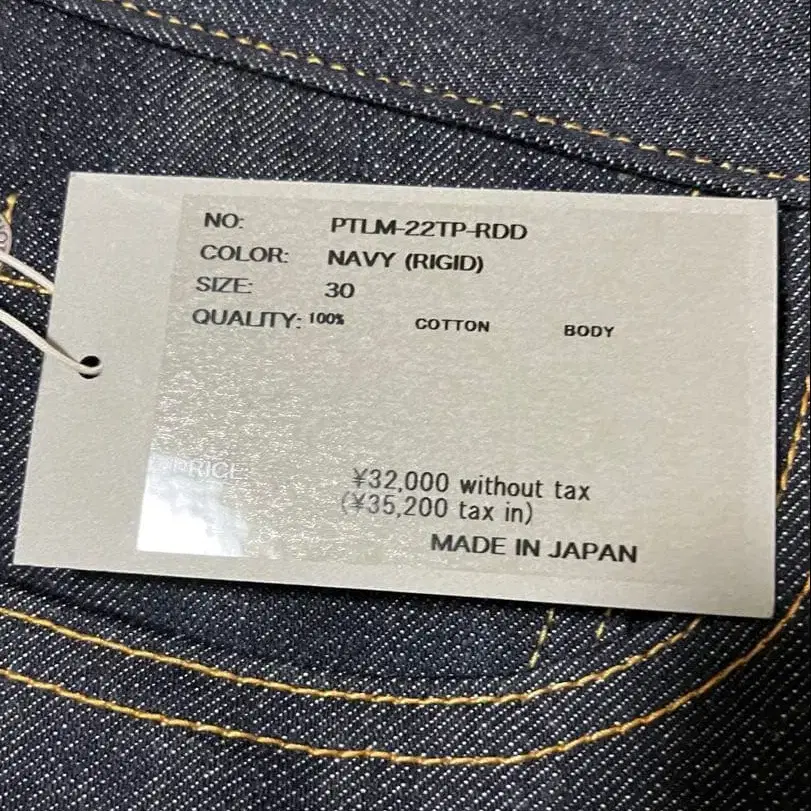 NO: PTLM-22TP-RDD
COLOR: NAVY (RIGID)
SIZE: 30
QUALITY: 100% COTTON BODY
PRICE ¥32,000 without tax
(¥35,200 tax in)
MADE IN JAPAN